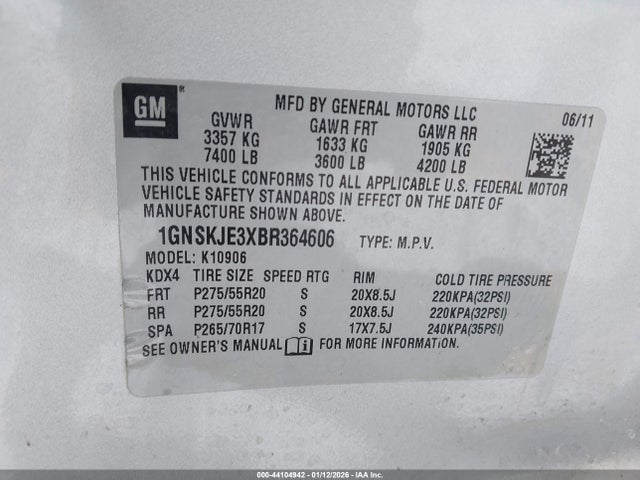 GM
MFD BY GENERAL MOTORS LLC
06/11
GVWR GAWR FRT GAWR RR
3357 KG 1633 KG 1905 KG
7400 LB 3600 LB 4200 LB
THIS VEHICLE CONFORMS TO ALL APPLICABLE U.S. FEDERAL MOTOR
VEHICLE SAFETY STANDARDS IN EFFECT ON THE DATE OF
MANUFACTURE SHOWN ABOVE.
1GNSKJE3XBR364606 TYPE: M.P.V.
MODEL: K10906
KDX4 TIRE SIZE SPEED RTG RIM COLD TIRE PRESSURE
FRT P275/55R20 S 20X8.5J 220KPA(32PSI)
RR P275/55R20 S 20X8.5J 220KPA(32PSI)
SPA P265/70R17 S 17X7.5J 240KPA(35PSI)
SEE OWNER'S MANUAL FOR MORE INFORMATION.
000-44104942 - 01/12/2026 - IAAI, Inc.